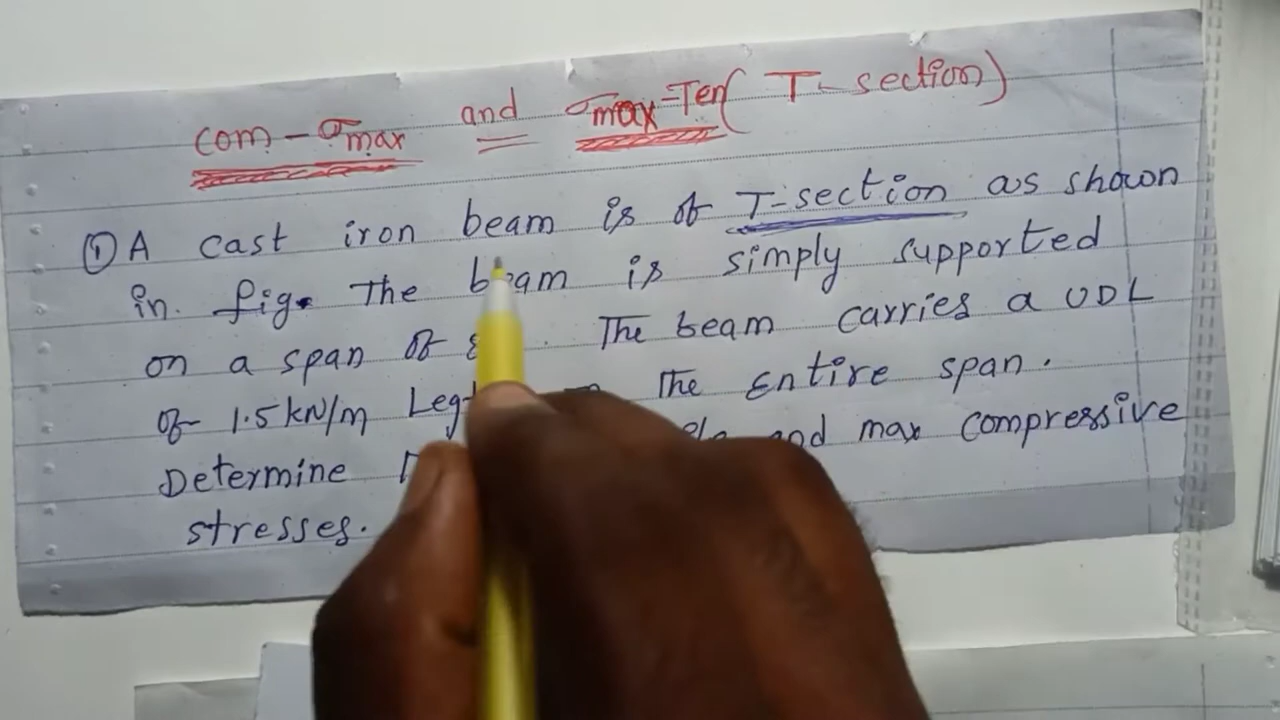 com - σmax and σmax-Ten( T- section)
① A cast iron beam is of T-section as shown
in. fig. The beam is simply supported
on a span of . The beam carries a UDL
of 1.5kN/m Leg The Entire span.
Determine and max compressive
stresses.